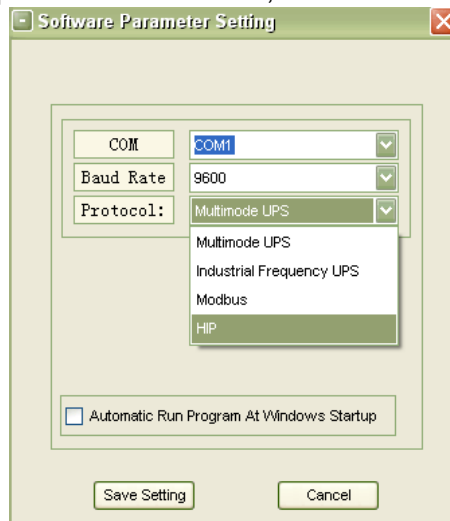 Software Parameter Setting
COM COM1
Baud Rate 9600
Protocol: Multimode UPS
Multimode UPS
Industrial Frequency UPS
Modbus
HIP
Automatic Run Program At Windows Startup
Save Setting Cancel